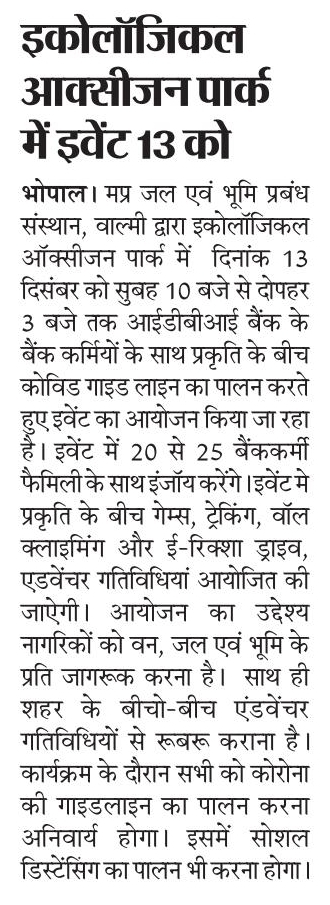 इकोलॉजिकल
आक्सीजन पार्क
में इवेंट 13 को
भोपाल। मप्र जल एवं भूमि प्रबंध
संस्थान, वाल्मी द्वारा इकोलॉजिकल
ऑक्सीजन पार्क में दिनांक 13
दिसंबर को सुबह 10 बजे से दोपहर
3 बजे तक आईडीबीआई बैंक के
बैंक कर्मियों के साथ प्रकृति के बीच
कोविड गाइड लाइन का पालन करते
हुए इवेंट का आयोजन किया जा रहा
है। इवेंट में 20 से 25 बैंककर्मी
फैमिली के साथ इंजॉय करेंगे।इवेंट मे
प्रकृति के बीच गेम्स, ट्रेकिंग, वॉल
क्लाइमिंग और ई-रिक्शा ड्राइव,
एडवेंचर गतिविधियां आयोजित की
जाऐगी। आयोजन का उद्देश्य
नागरिकों को वन, जल एवं भूमि के
प्रति जागरूक करना है। साथ ही
शहर के बीचो-बीच एंडवेंचर
गतिविधियों से रूबरू कराना है।
कार्यक्रम के दौरान सभी को कोरोना
की गाइडलाइन का पालन करना
अनिवार्य होगा। इसमें सोशल
डिस्टेंसिंग का पालन भी करना होगा।